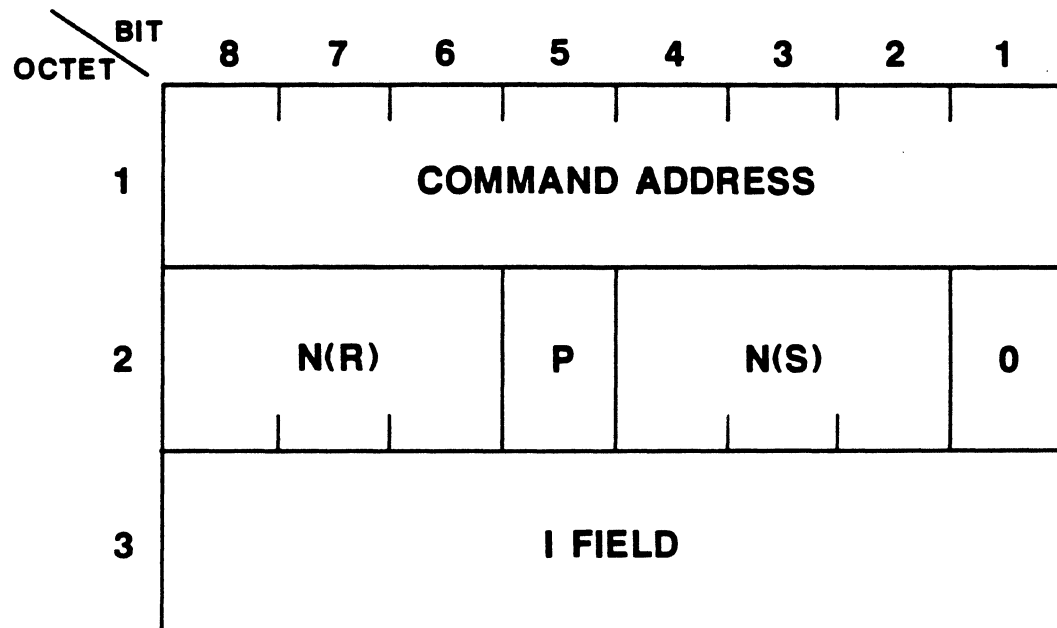 BIT
OCTET 8 7 6 5 4 3 2 1
1 COMMAND ADDRESS
2 N(R) P N(S) 0
3 I FIELD